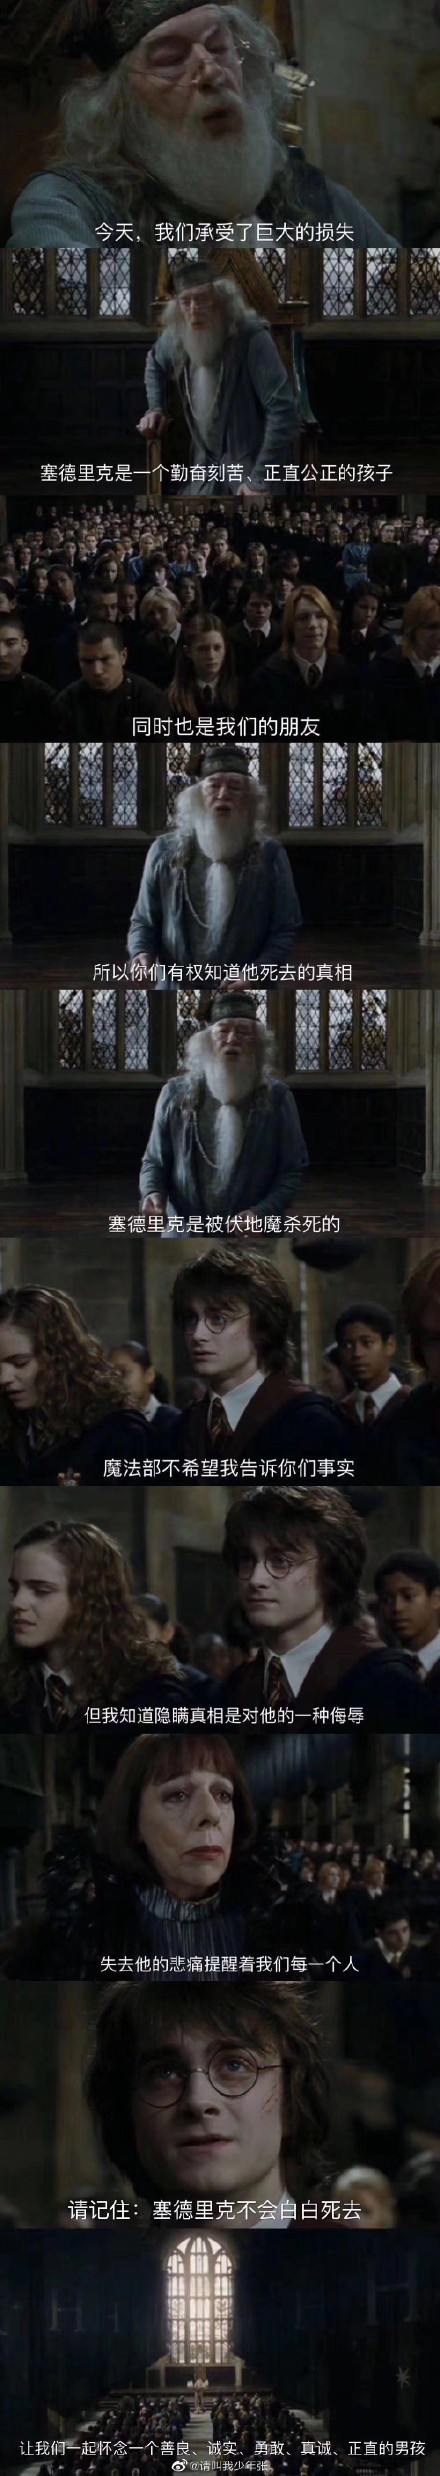 今天，我们承受了巨大的损失
塞德里克是一个勤奋刻苦、正直公正的孩子
同时也是我们的朋友
所以你们有权知道他死去的真相
塞德里克是被伏地魔杀死的
魔法部不希望我告诉你们事实
但我知道隐瞒真相是对他的一种侮辱
失去他的悲痛提醒着我们每一个人
请记住：塞德里克不会白白死去
让我们一起怀念一个善良、诚实、勇敢、真诚、正直的男孩
@请叫我少年张